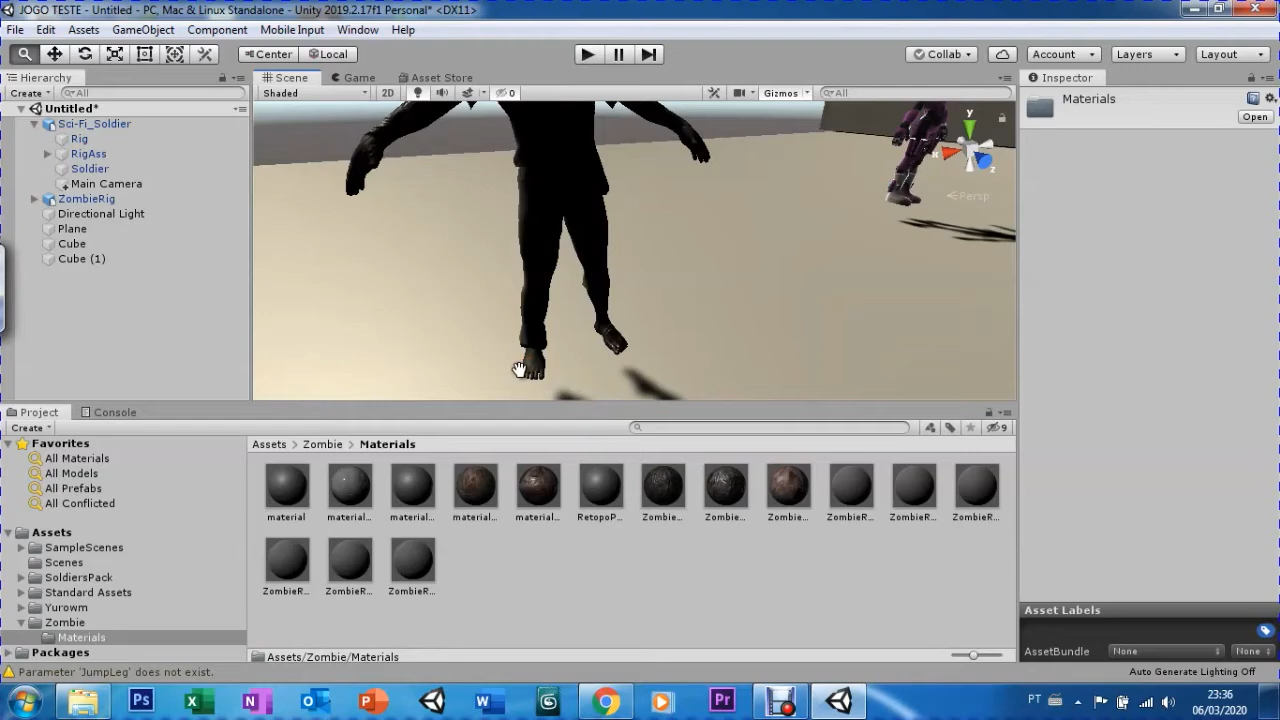 JOGO TESTE - Untitled - PC, Mac & Linux Standalone - Unity 2019.2.17f1 Personal* <DX11>
File Edit Assets GameObject Component Mobile Input Window Help
Center Local Collab Account Layers Layout
Hierarchy Scene Game Asset Store Inspector
Create All Shaded 2D 0 Gizmos All
Materials
Open
Untitled*
Sci-Fi_Soldier
Rig
RigAss
Soldier
Main Camera
ZombieRig
Directional Light
Plane
Cube
Cube (1)
y
x
z
Persp
Project Console
Create 9
Favorites
All Materials
All Models
All Prefabs
All Conflicted
Assets
SampleScenes
Scenes
SoldiersPack
Standard Assets
Yurowm
Zombie
Materials
Packages
Assets > Zombie > Materials
material material... material... material... material... RetopoP... Zombie... Zombie... Zombie... ZombieR... ZombieR... ZombieR...
ZombieR... ZombieR... ZombieR...
Assets/Zombie/Materials
Asset Labels
AssetBundle None None
Parameter 'JumpLeg' does not exist.
Auto Generate Lighting Off
Ps X N O P W Pr
PT
23:36
06/03/2020